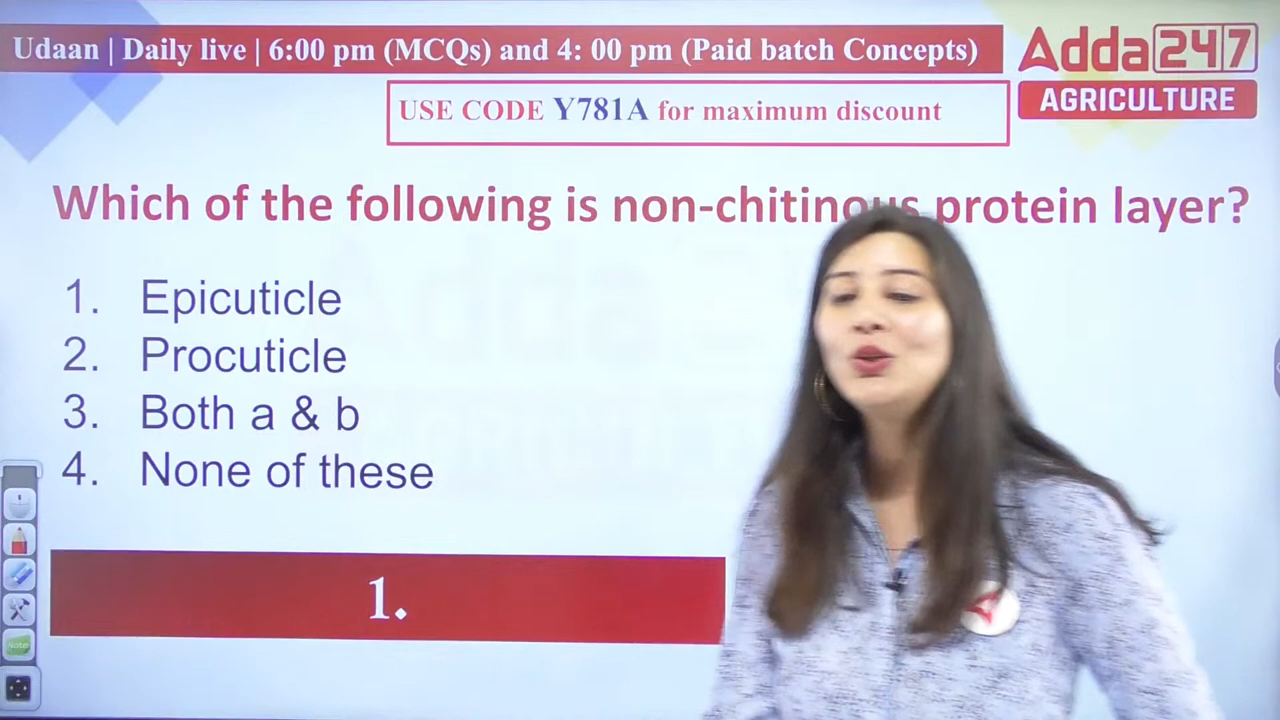 Udaan | Daily live | 6:00 pm (MCQs) and 4: 00 pm (Paid batch Concepts)
Adda 247
AGRICULTURE
USE CODE Y781A for maximum discount
Which of the following is non-chitinous protein layer?
1. Epicuticle
2. Procuticle
3. Both a & b
4. None of these
1.
Note